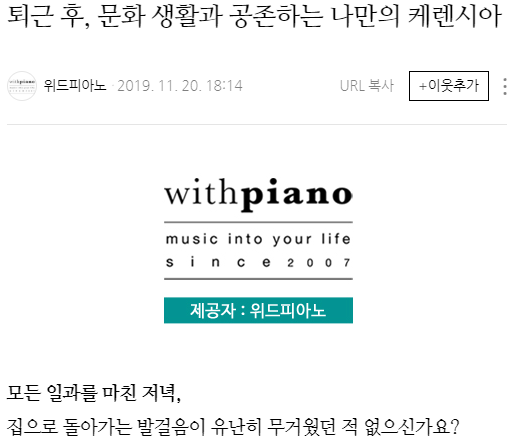 퇴근 후, 문화 생활과 공존하는 나만의 케렌시아
withpiano
위드피아노 · 2019. 11. 20. 18:14
URL 복사
+이웃추가
withpiano
music into your life
since 2007
제공자 : 위드피아노
모든 일과를 마친 저녁,
집으로 돌아가는 발걸음이 유난히 무거웠던 적 없으신가요?